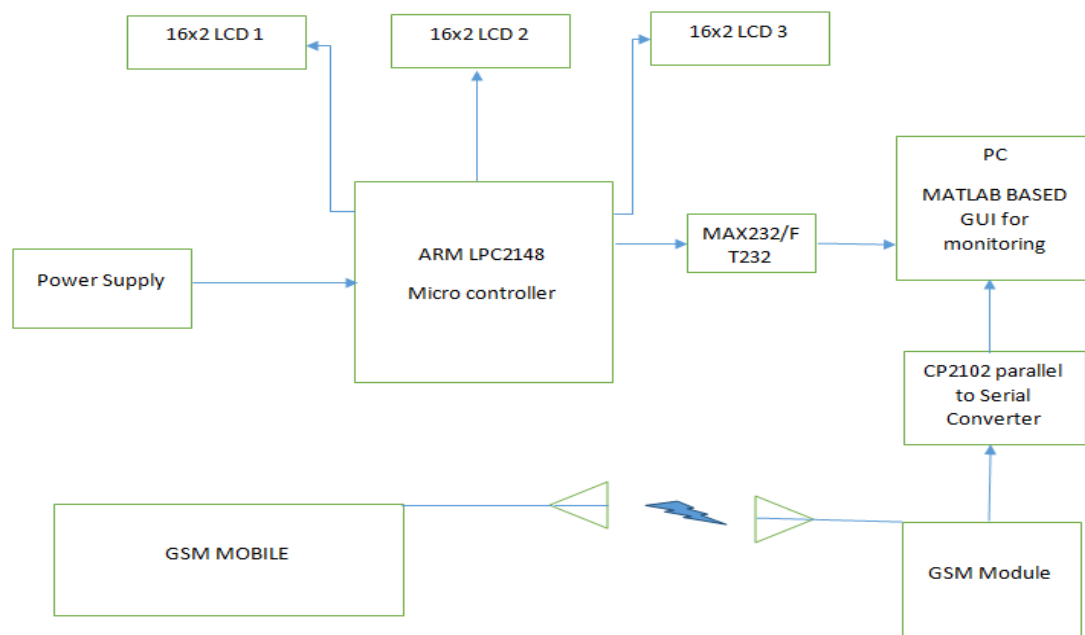 16x2 LCD 1
16x2 LCD 2
16x2 LCD 3
PC
MATLAB BASED
GUI for
monitoring
MAX232/F
T232
ARM LPC2148
Micro controller
Power Supply
CP2102 parallel
to Serial
Converter
GSM MOBILE
GSM Module